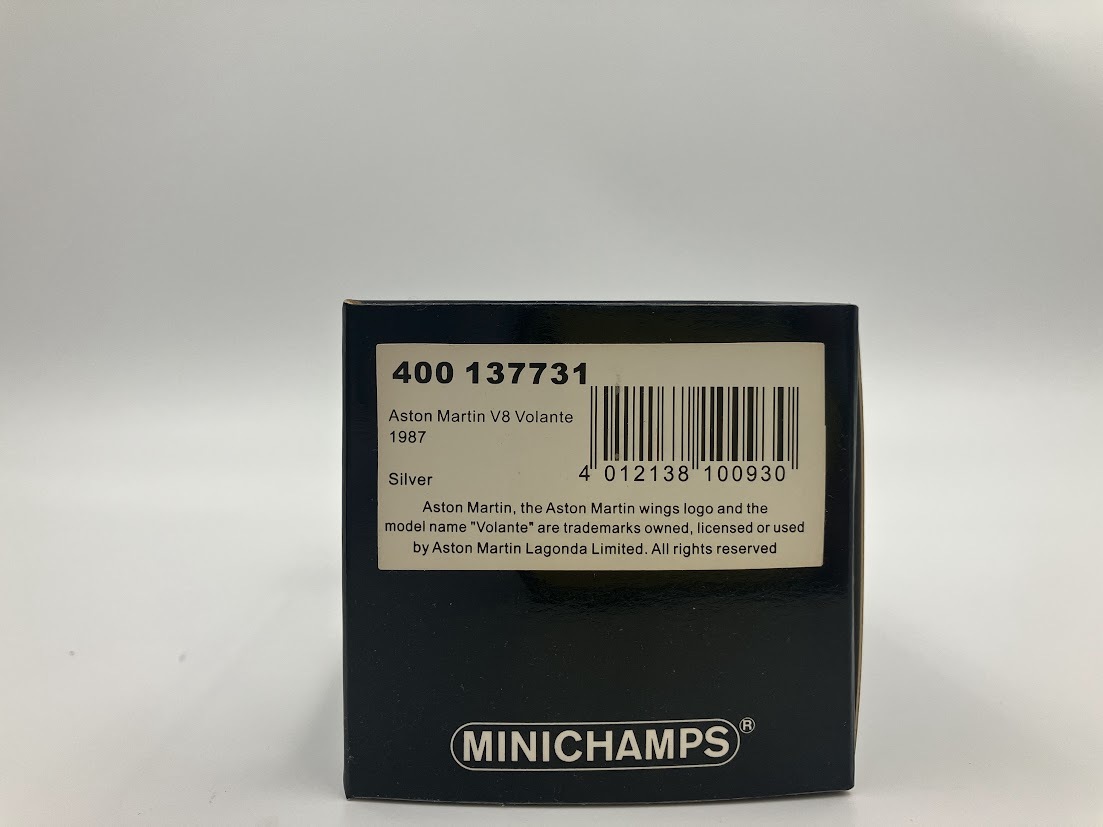 400 137731
Aston Martin V8 Volante
1987
Silver
4 012138 100930
Aston Martin, the Aston Martin wings logo and the
model name "Volante" are trademarks owned, licensed or used
by Aston Martin Lagonda Limited. All rights reserved
MINICHAMPS®